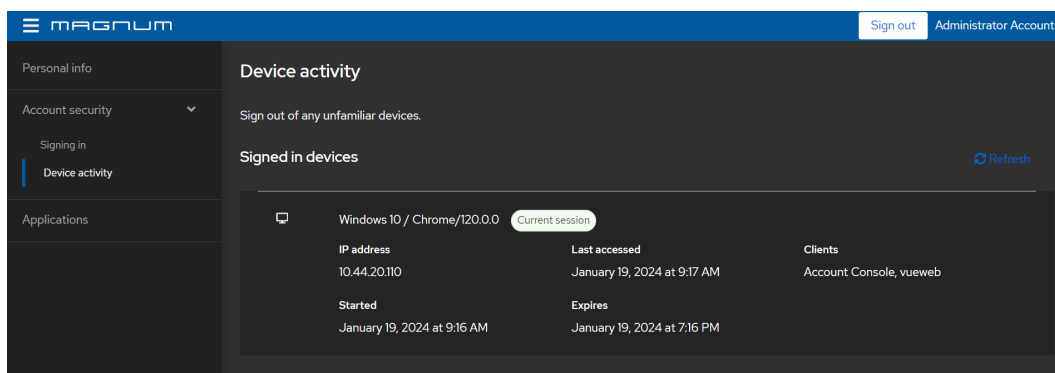 MAGNUM
Sign out
Administrator Account
Personal info
Account security
Signing in
Device activity
Applications
Device activity
Sign out of any unfamiliar devices.
Signed in devices
Refresh
Windows 10 / Chrome/120.0.0 Current session
IP address Last accessed Clients
10.44.20.110 January 19, 2024 at 9:17 AM Account Console, vueweb
Started Expires
January 19, 2024 at 9:16 AM January 19, 2024 at 7:16 PM